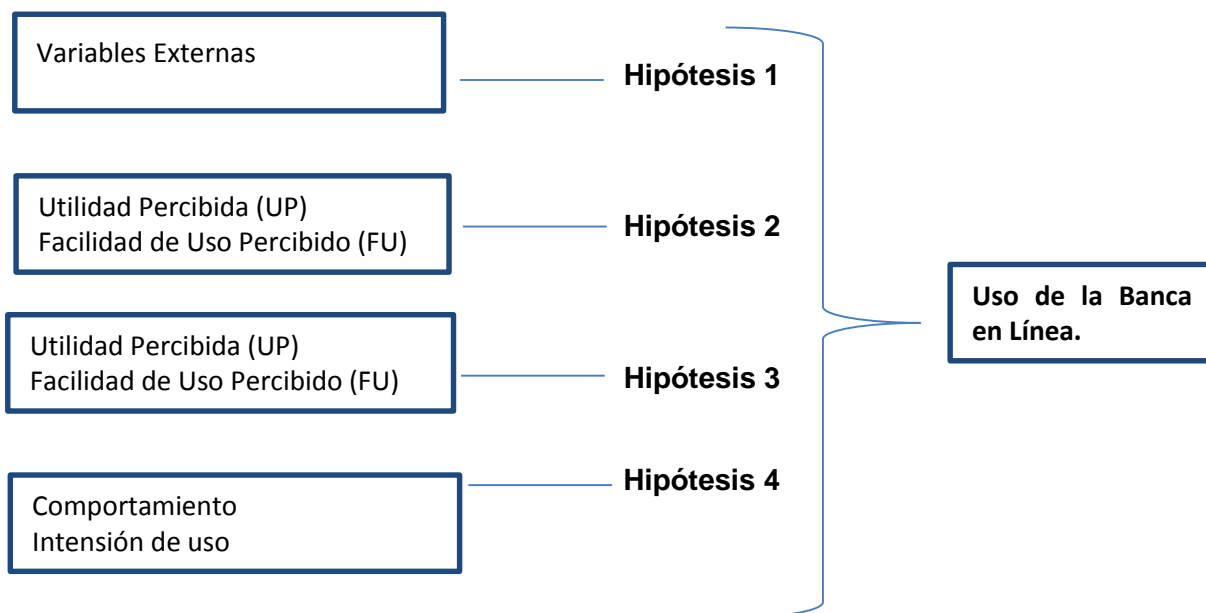 Variables Externas
Hipótesis 1
Utilidad Percibida (UP)
Facilidad de Uso Percibido (FU)
Hipótesis 2
Utilidad Percibida (UP)
Facilidad de Uso Percibido (FU)
Hipótesis 3
Comportamiento
Intensión de uso
Hipótesis 4
Uso de la Banca
en Línea.